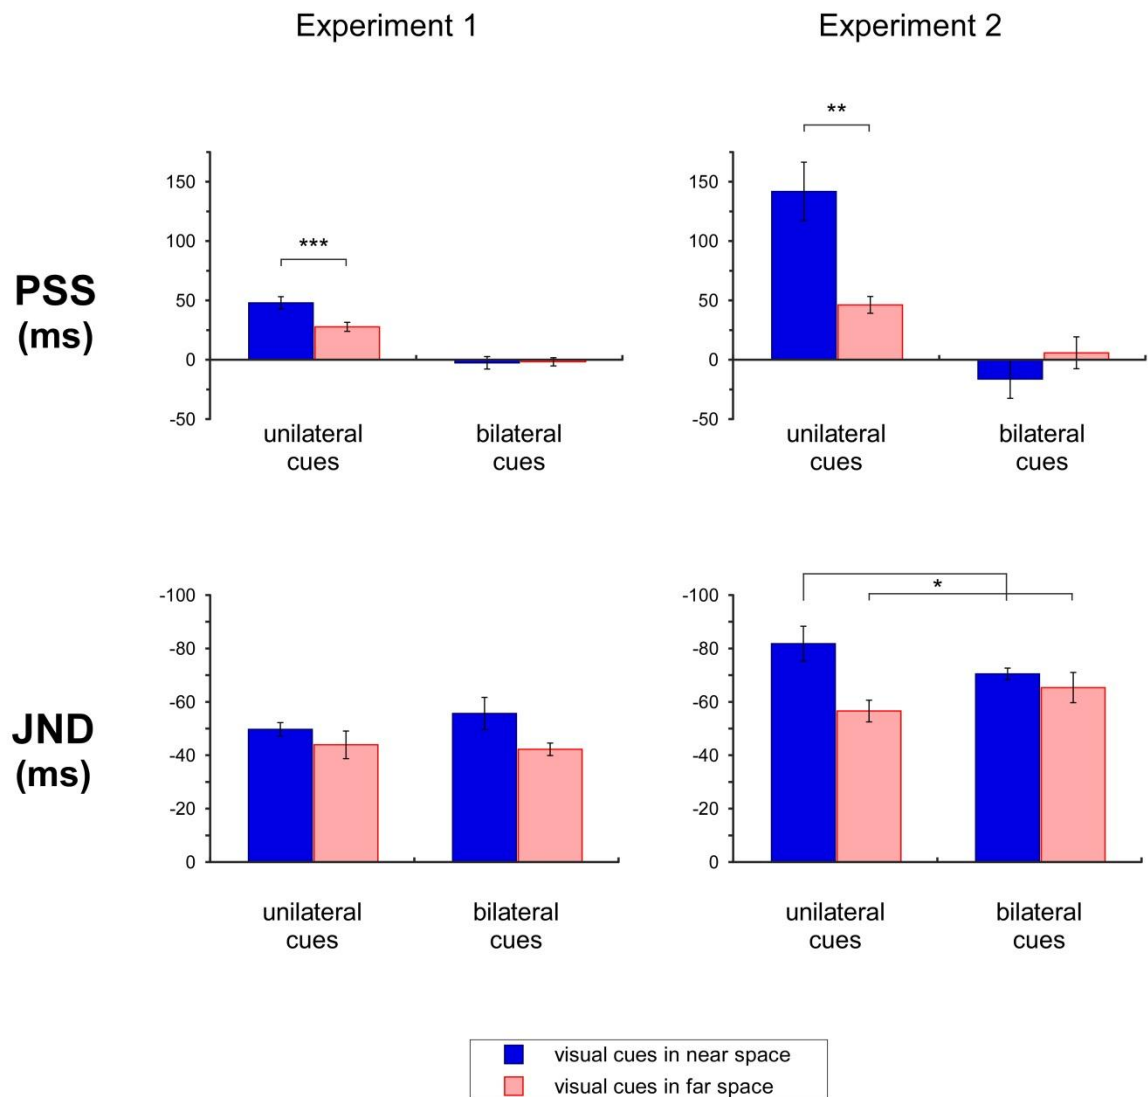 Experiment 1
Experiment 2
PSS
(ms)
150
100
50
0
-50
***
unilateral
cues
bilateral
cues
150
100
50
0
-50
**
unilateral
cues
bilateral
cues
JND
(ms)
-100
-80
-60
-40
-20
0
unilateral
cues
bilateral
cues
-100
-80
-60
-40
-20
0
*
unilateral
cues
bilateral
cues
visual cues in near space
visual cues in far space